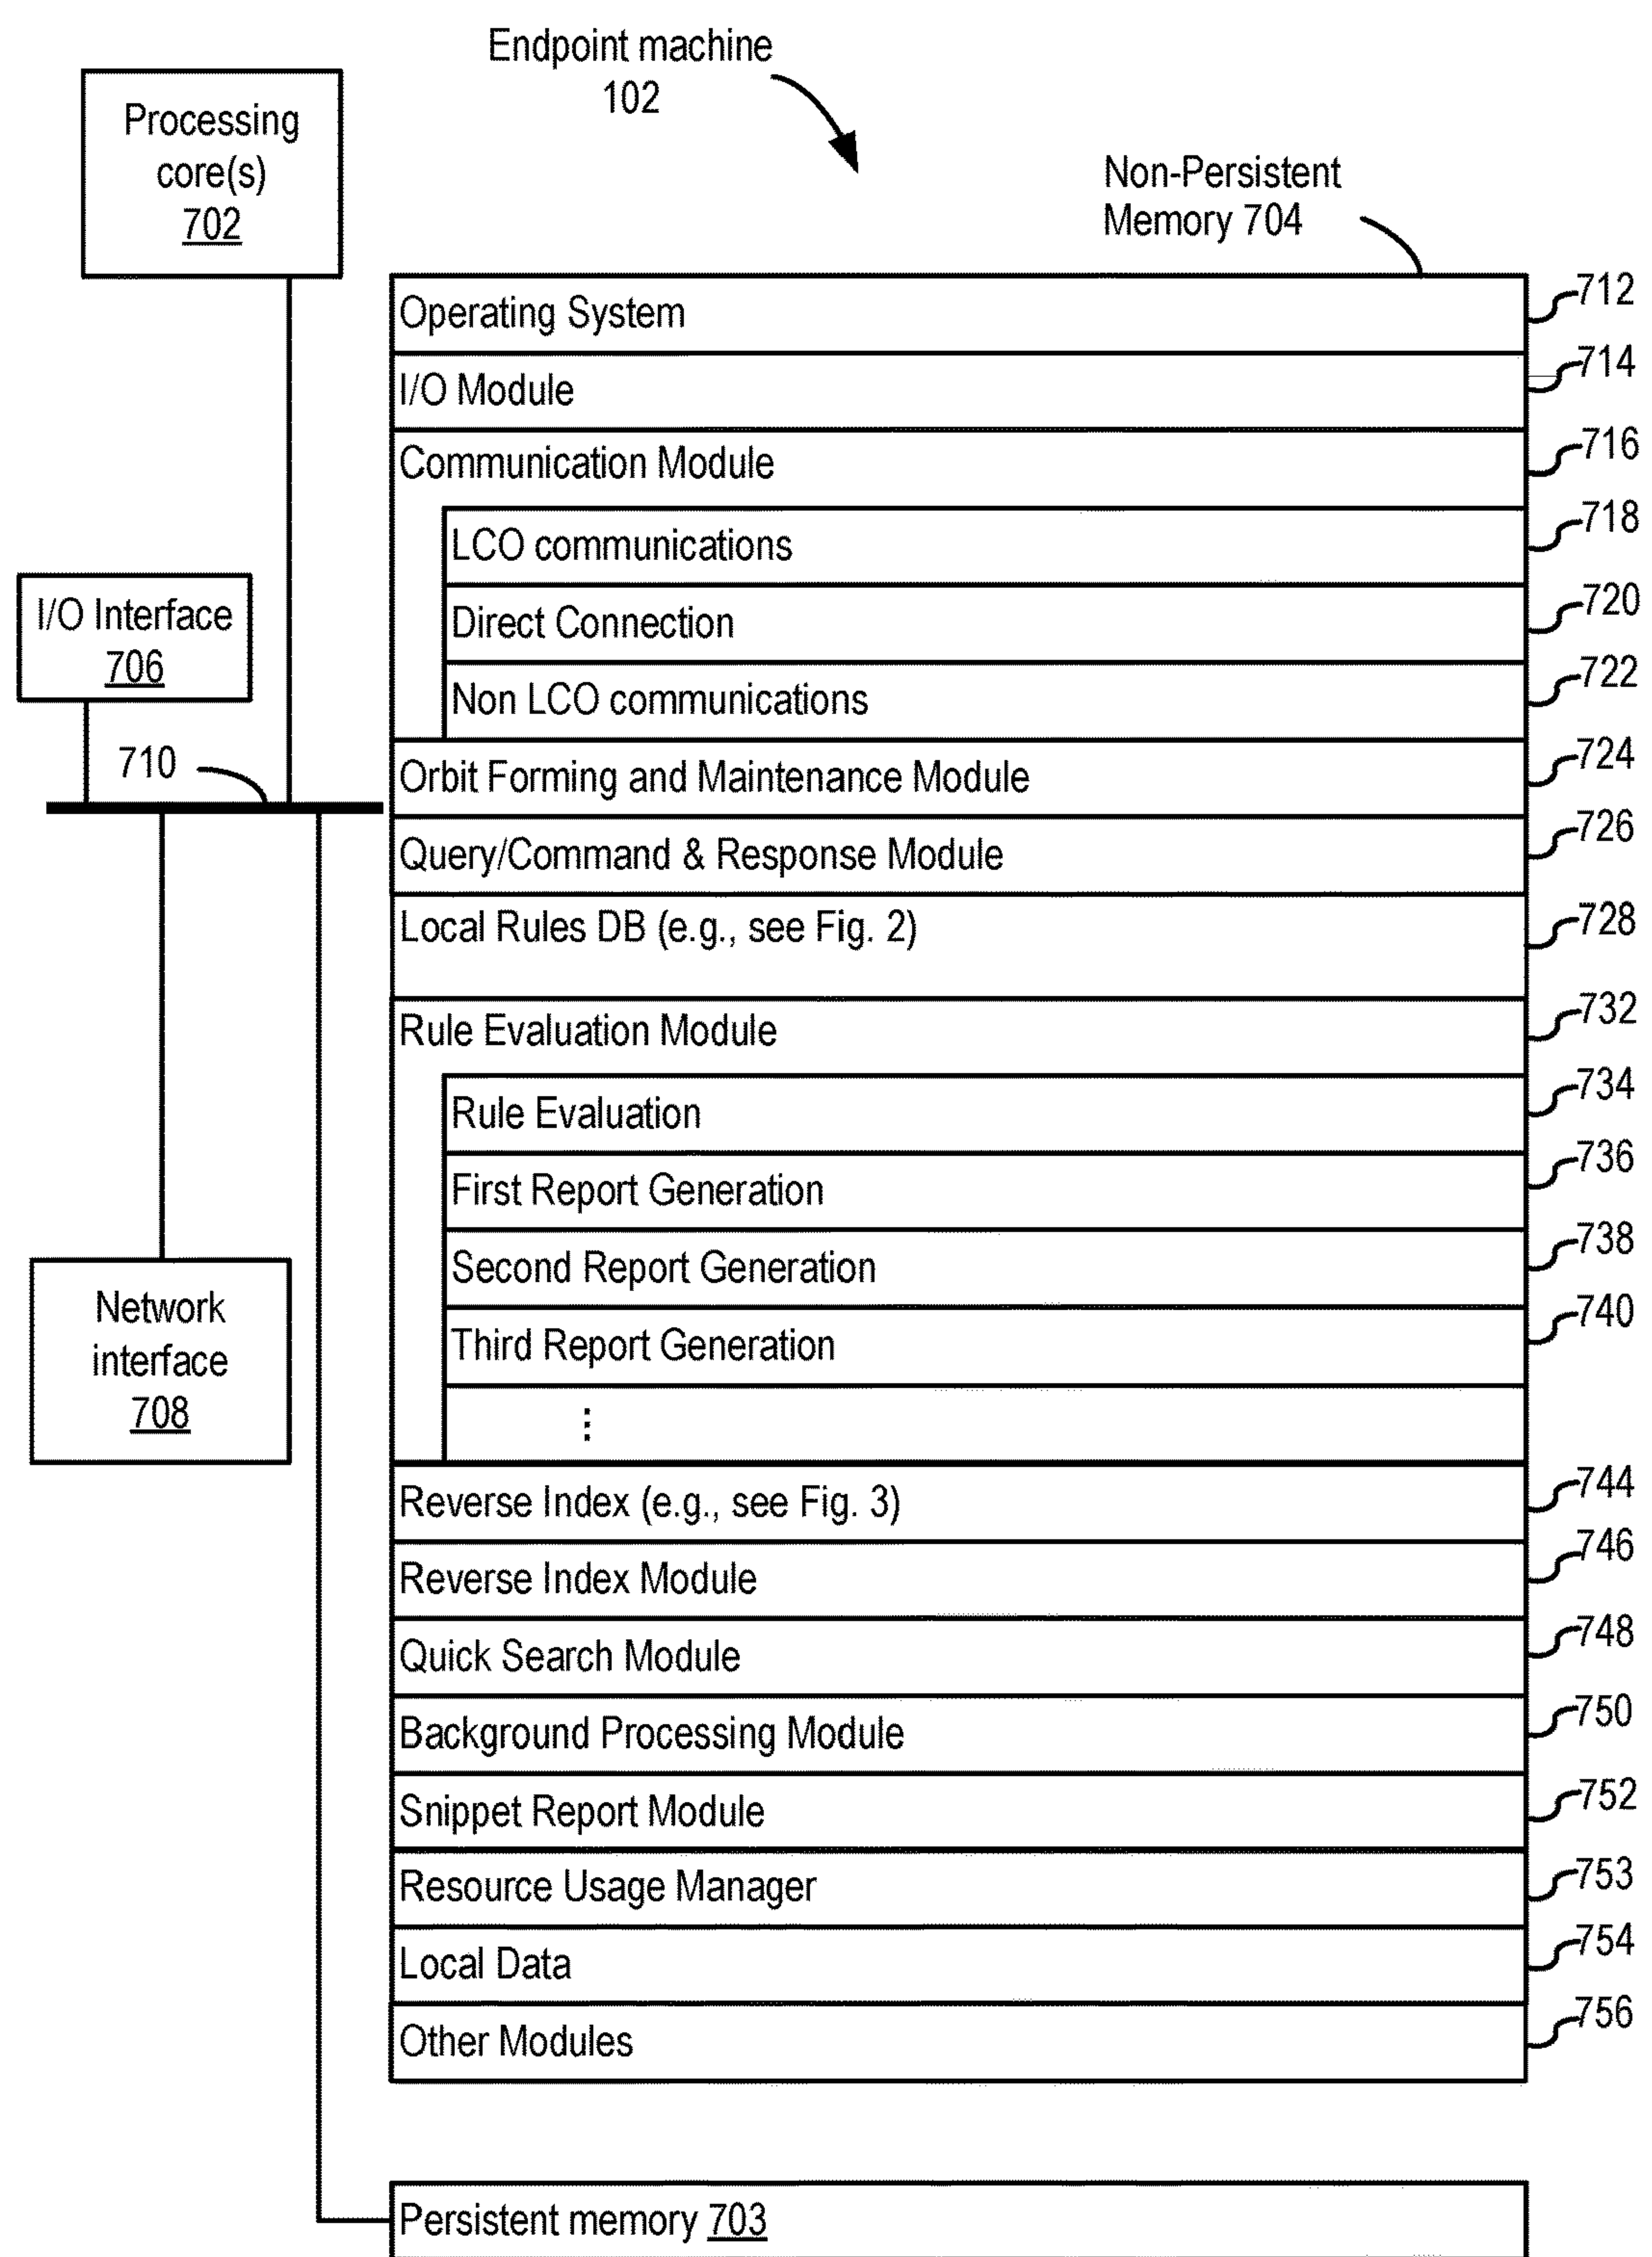 Endpoint machine
102
Processing
core(s)
702
Non-Persistent
Memory 704
Operating System
712
I/O Module
714
Communication Module
716
LCO communications
718
I/O Interface
706
Direct Connection
720
Non LCO communications
722
710
Orbit Forming and Maintenance Module
724
Query/Command & Response Module
726
Local Rules DB (e.g., see Fig. 2)
728
Rule Evaluation Module
732
Rule Evaluation
734
First Report Generation
736
Second Report Generation
738
Network
interface
708
Third Report Generation
740
⋮
Reverse Index (e.g., see Fig. 3)
744
Reverse Index Module
746
Quick Search Module
748
Background Processing Module
750
Snippet Report Module
752
Resource Usage Manager
753
Local Data
754
Other Modules
756
Persistent memory 703